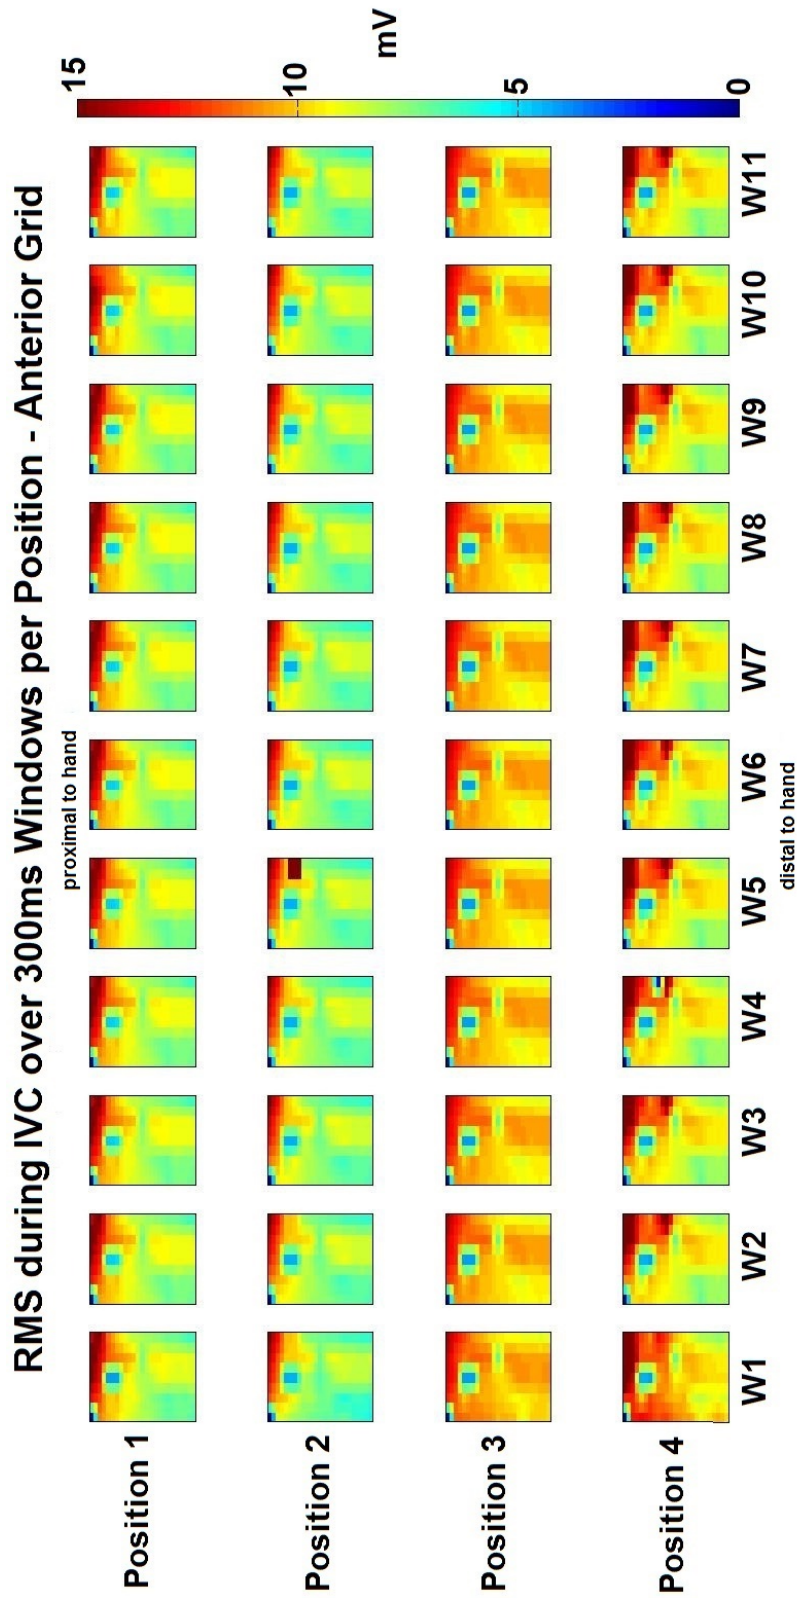 RMS during IVC over 300ms Windows per Position - Anterior Grid
proximal to hand
Position 1
Position 2
Position 3
Position 4
W1 W2 W3 W4 W5 W6 W7 W8 W9 W10 W11
distal to hand
15
10
5
0
mV